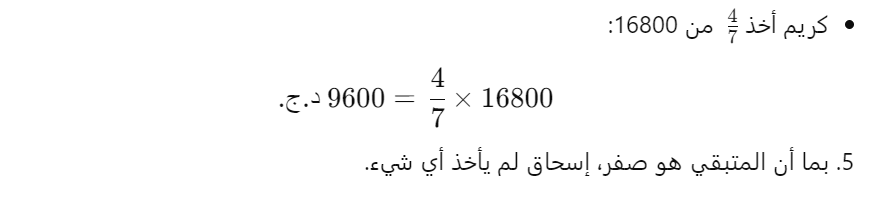 • كريم أخذ 4/7 من 16800:
9600 د.ج. = 4/7 × 16800
5. بما أن المتبقي هو صفر، إسحاق لم يأخذ أي شيء.